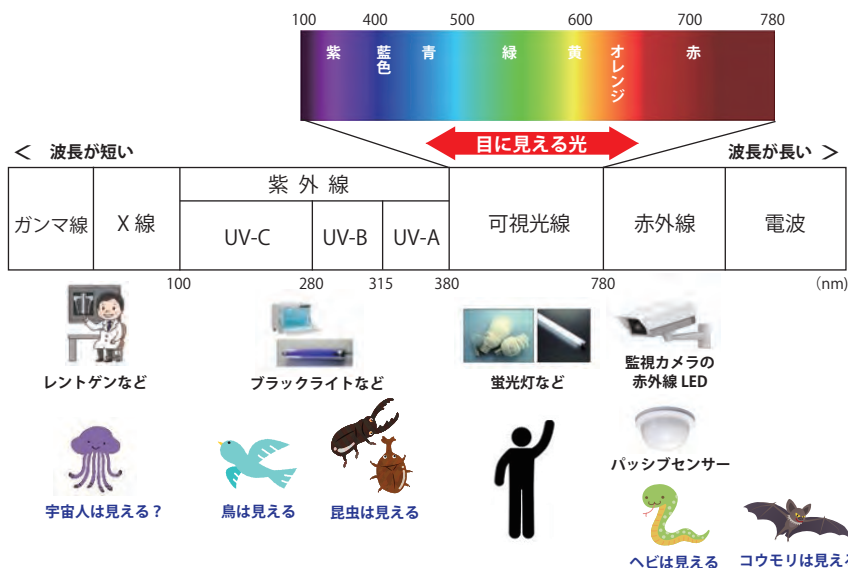 100 400 500 600 700 780
紫 藍色 青 緑 黄 オレンジ 赤
< 波長が短い 目に見える光 波長が長い >
ガンマ線 X 線 紫 外 線 可視光線 赤外線 電波
UV-C UV-B UV-A
100 280 315 380 780 (nm)
レントゲンなど ブラックライトなど 蛍光灯など 監視カメラの
赤外線 LED
パッシブセンサー
宇宙人は見える？ 鳥は見える 昆虫は見える
ヘビは見える コウモリは見える